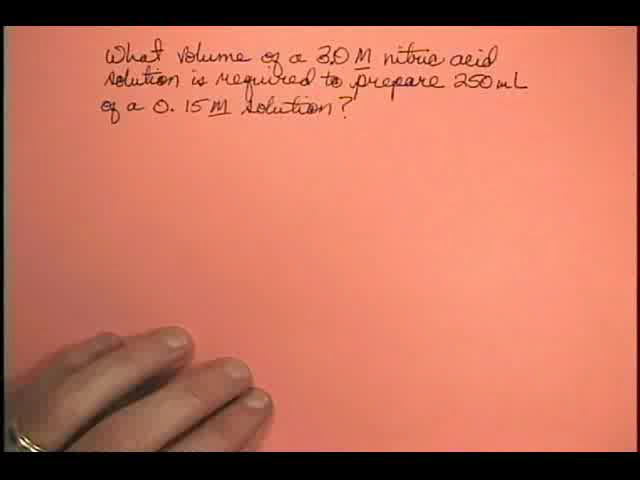 What volume of a 3.0 M nitric acid
solution is required to prepare 250 mL
of a 0.15 M solution?